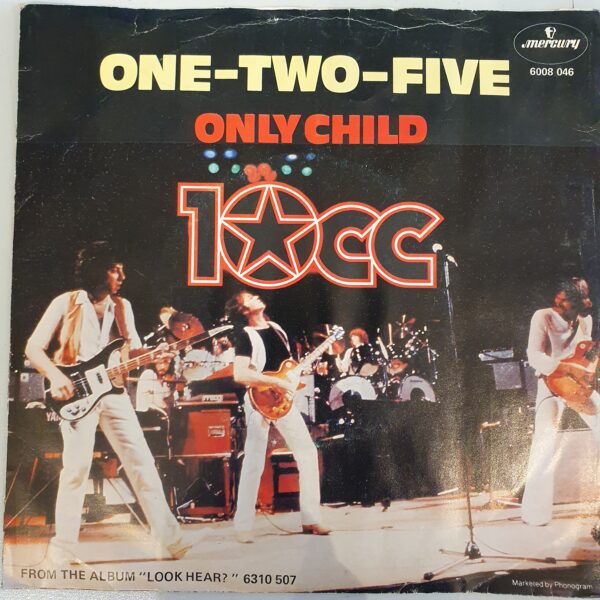 mercury
6008 046
ONE-TWO-FIVE
ONLY CHILD
10cc
FROM THE ALBUM "LOOK HEAR?" 6310 507
Marketed by Phonogram